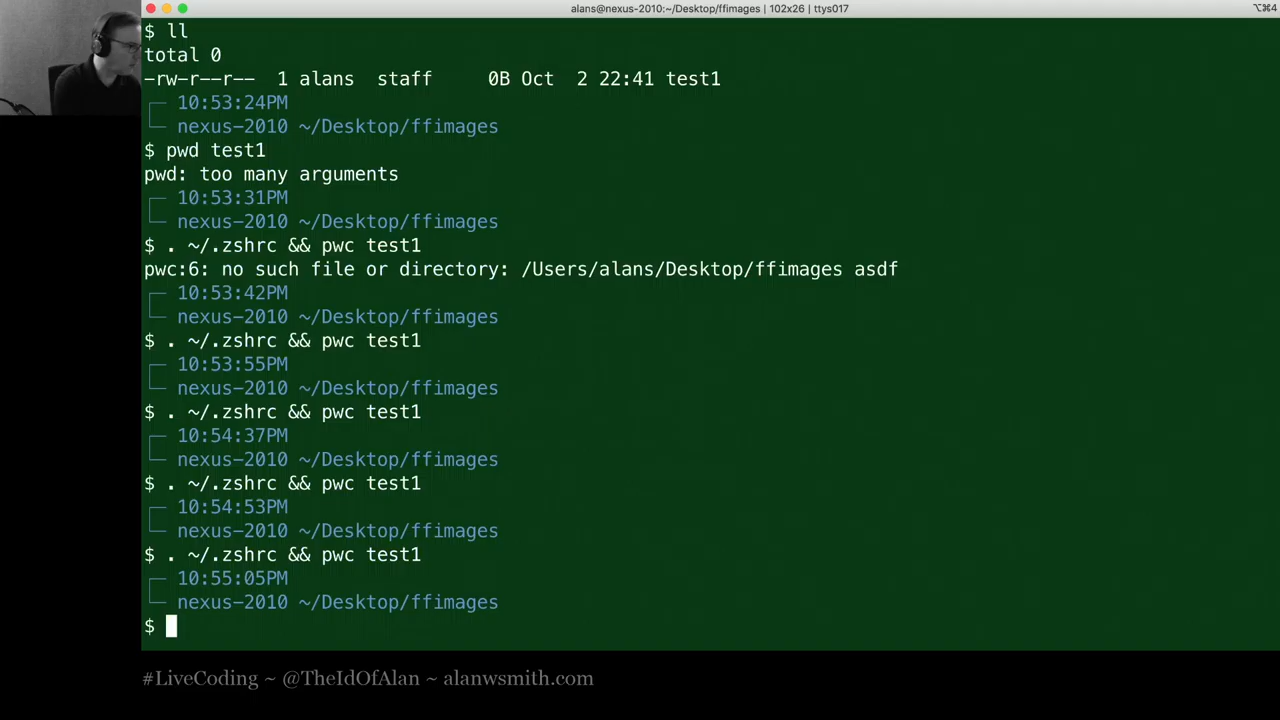 alans@nexus-2010:~/Desktop/ffimages | 102x26 | ttys017
⌥⌘4
$ ll
total 0
-rw-r--r--  1 alans  staff     0B Oct  2 22:41 test1
10:53:24PM
nexus-2010 ~/Desktop/ffimages
$ pwd test1
pwd: too many arguments
10:53:31PM
nexus-2010 ~/Desktop/ffimages
$ . ~/.zshrc && pwc test1
pwc:6: no such file or directory: /Users/alans/Desktop/ffimages asdf
10:53:42PM
nexus-2010 ~/Desktop/ffimages
$ . ~/.zshrc && pwc test1
10:53:55PM
nexus-2010 ~/Desktop/ffimages
$ . ~/.zshrc && pwc test1
10:54:37PM
nexus-2010 ~/Desktop/ffimages
$ . ~/.zshrc && pwc test1
10:54:53PM
nexus-2010 ~/Desktop/ffimages
$ . ~/.zshrc && pwc test1
10:55:05PM
nexus-2010 ~/Desktop/ffimages
$
#LiveCoding ~ @TheIdOfAlan ~ alanwsmith.com